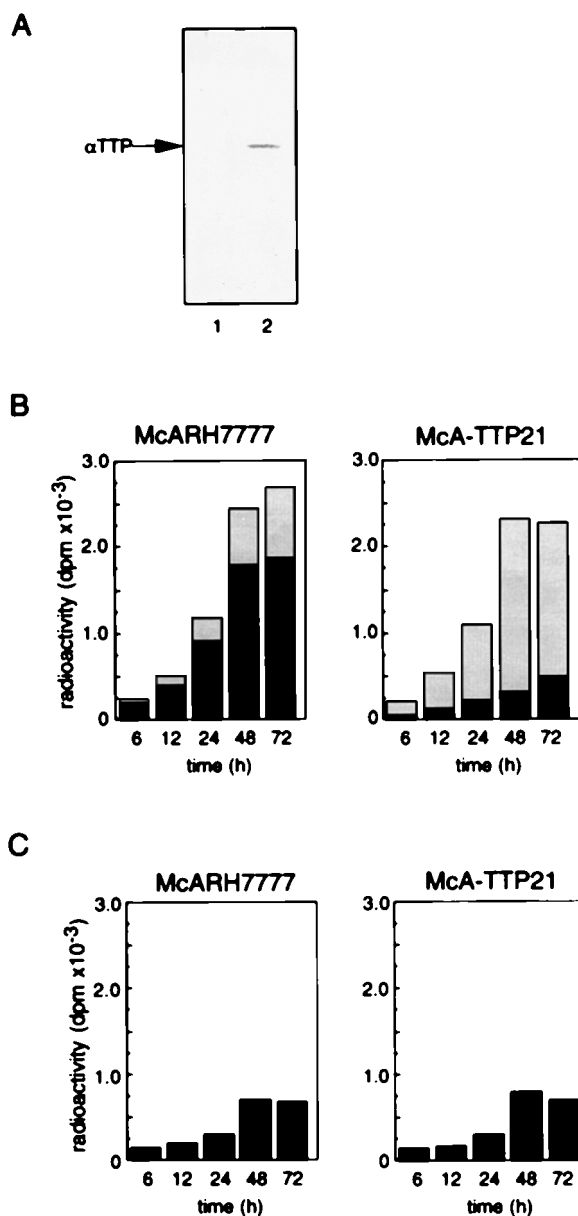 A
αTTP
1 2
B
McARH7777 McA-TTP21
radioactivity (dpm x10⁻³)
3.0
2.0
1.0
0
6 12 24 48 72
time (h)
3.0
2.0
1.0
0
6 12 24 48 72
time (h)
C
McARH7777 McA-TTP21
radioactivity (dpm x10⁻³)
3.0
2.0
1.0
0
6 12 24 48 72
time (h)
3.0
2.0
1.0
0
6 12 24 48 72
time (h)